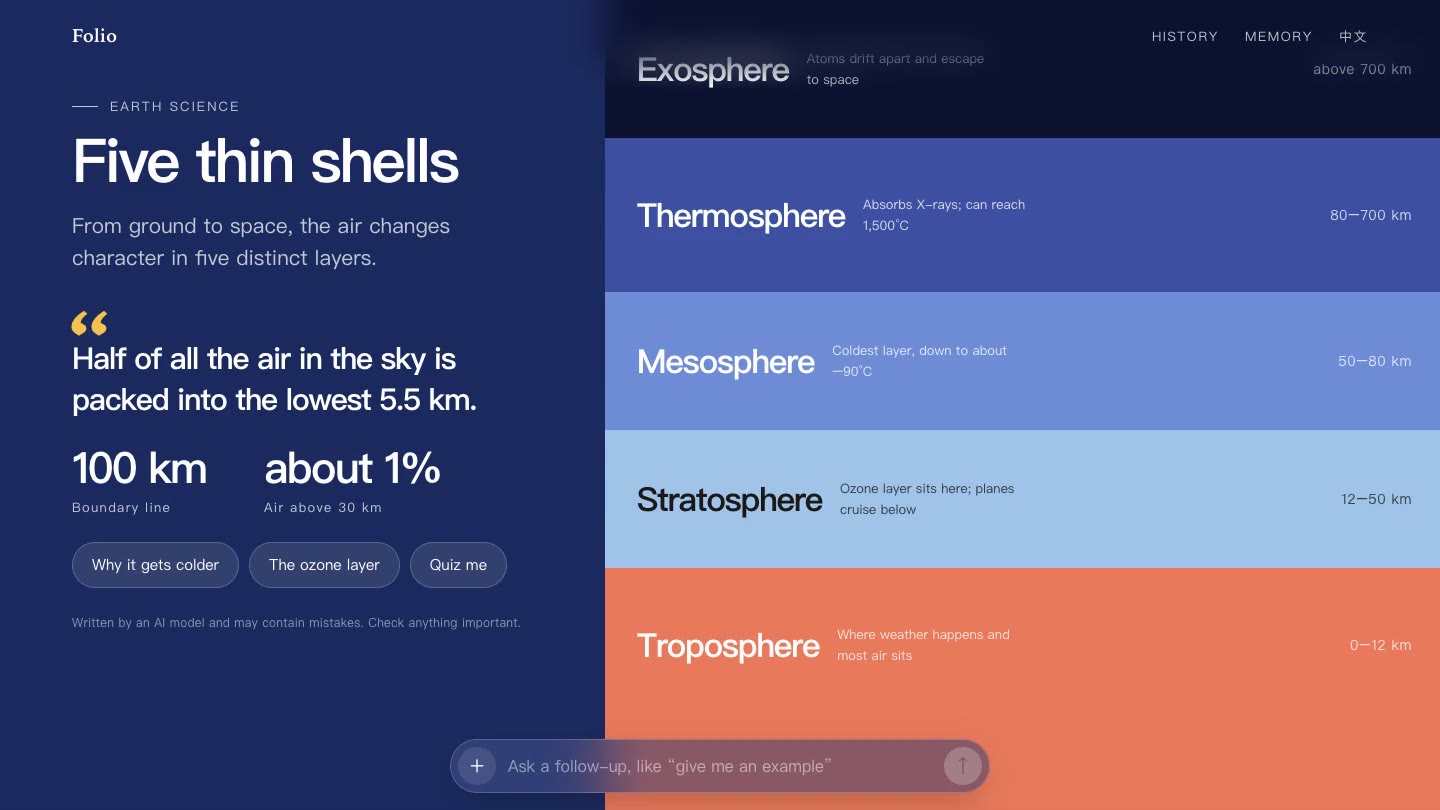 Folio
HISTORY MEMORY 中文
EARTH SCIENCE
Five thin shells
From ground to space, the air changes
character in five distinct layers.
“
Half of all the air in the sky is
packed into the lowest 5.5 km.
100 km about 1%
Boundary line Air above 30 km
Why it gets colder The ozone layer Quiz me
Written by an AI model and may contain mistakes. Check anything important.
Exosphere
Atoms drift apart and escape
to space
above 700 km
Thermosphere
Absorbs X–rays; can reach
1,500°C
80—700 km
Mesosphere
Coldest layer, down to about
—90°C
50—80 km
Stratosphere
Ozone layer sits here; planes
cruise below
12—50 km
Troposphere
Where weather happens and
most air sits
0—12 km
+ Ask a follow–up, like “give me an example” ↑